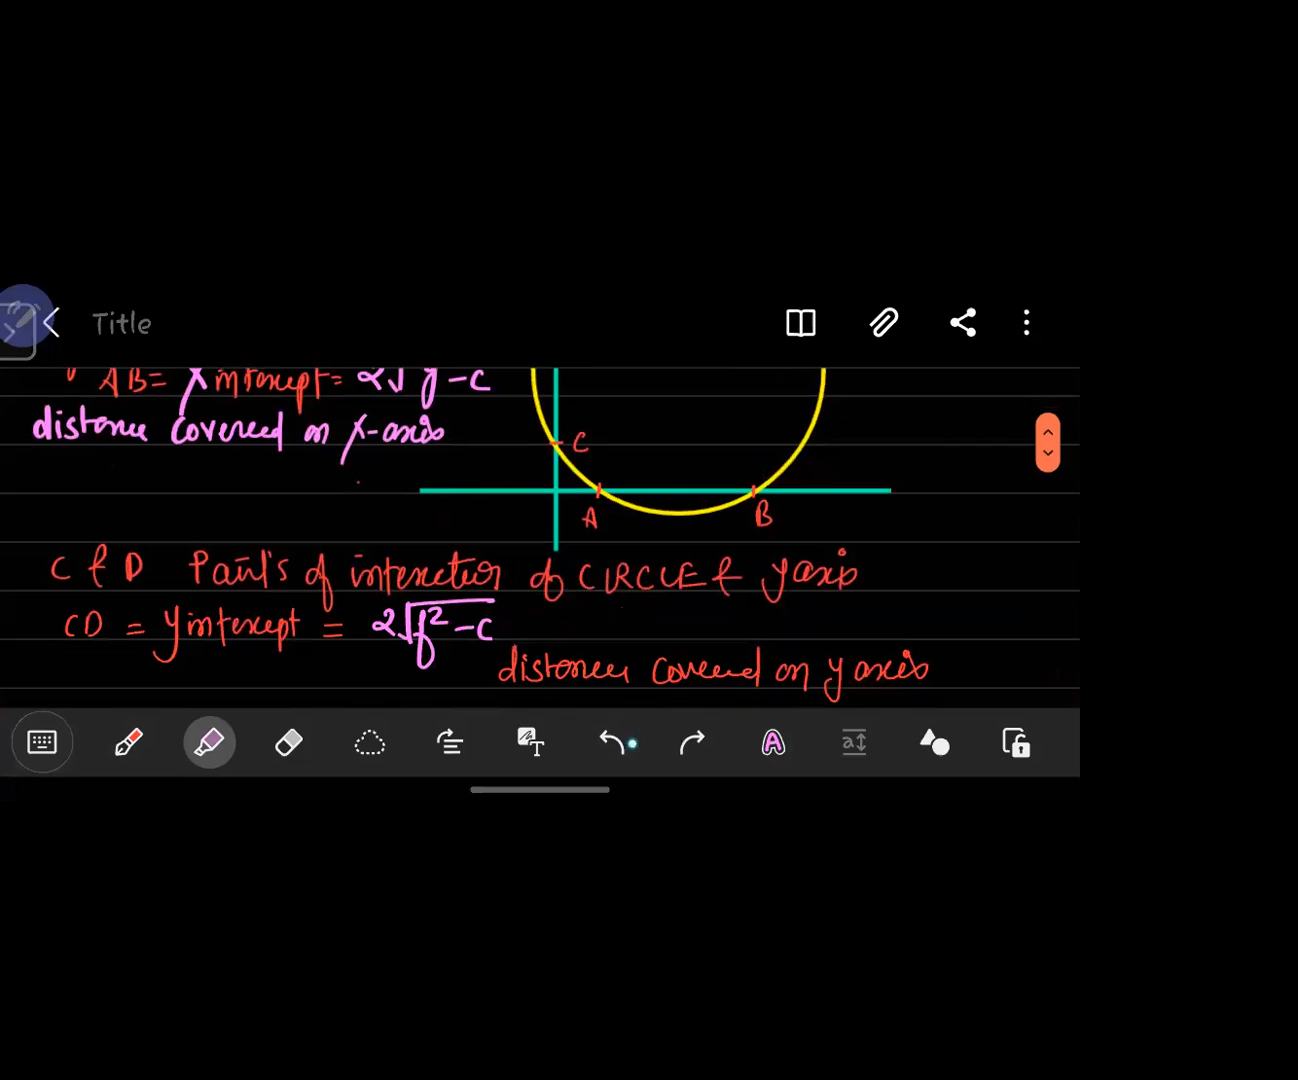 Title
AB = X intercept = 2√g - c
distance covered on x-axis
C
A
B
C & D Points of intersection of CIRCLE & y axis
CD = y intercept = 2√f² - c
distance covered on y axis
T
A
a